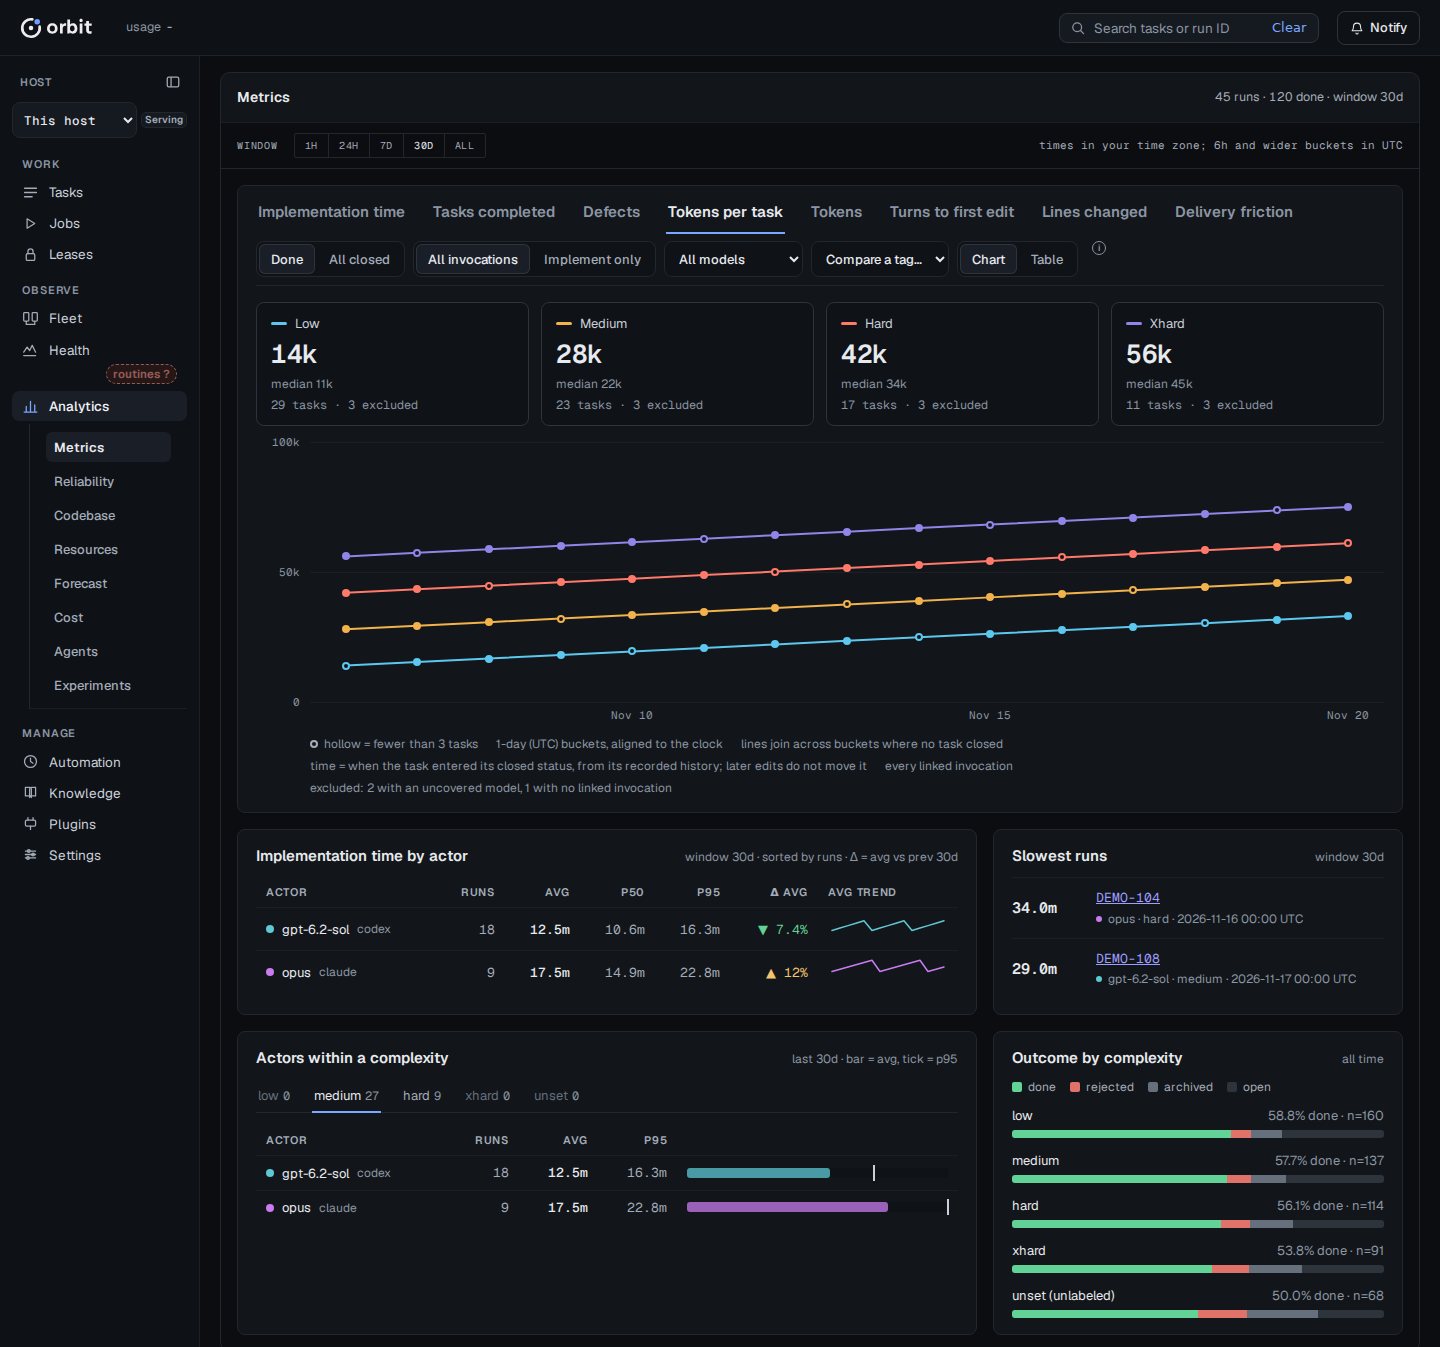 orbit
usage -
Search tasks or run ID
Clear
Notify
HOST
This host
Serving
WORK
Tasks
Jobs
Leases
OBSERVE
Fleet
Health
routines ?
Analytics
Metrics
Reliability
Codebase
Resources
Forecast
Cost
Agents
Experiments
MANAGE
Automation
Knowledge
Plugins
Settings
Metrics
45 runs · 120 done · window 30d
WINDOW 1H 24H 7D 30D ALL
times in your time zone; 6h and wider buckets in UTC
Implementation time Tasks completed Defects Tokens per task Tokens Turns to first edit Lines changed Delivery friction
Done All closed All invocations Implement only All models Compare a tag... Chart Table
Low
14k
median 11k
29 tasks · 3 excluded
Medium
28k
median 22k
23 tasks · 3 excluded
Hard
42k
median 34k
17 tasks · 3 excluded
Xhard
56k
median 45k
11 tasks · 3 excluded
100k
50k
0
Nov 10 Nov 15 Nov 20
hollow = fewer than 3 tasks 1-day (UTC) buckets, aligned to the clock lines join across buckets where no task closed
time = when the task entered its closed status, from its recorded history; later edits do not move it every linked invocation
excluded: 2 with an uncovered model, 1 with no linked invocation
Implementation time by actor
window 30d · sorted by runs · Δ = avg vs prev 30d
ACTOR RUNS AVG P50 P95 Δ AVG AVG TREND
gpt-6.2-sol codex 18 12.5m 10.6m 16.3m ▼ 7.4%
opus claude 9 17.5m 14.9m 22.8m ▲ 12%
Slowest runs
window 30d
34.0m
DEMO-104
opus · hard · 2026-11-16 00:00 UTC
29.0m
DEMO-108
gpt-6.2-sol · medium · 2026-11-17 00:00 UTC
Actors within a complexity
last 30d · bar = avg, tick = p95
low 0 medium 27 hard 9 xhard 0 unset 0
ACTOR RUNS AVG P95
gpt-6.2-sol codex 18 12.5m 16.3m
opus claude 9 17.5m 22.8m
Outcome by complexity
all time
done rejected archived open
low 58.8% done · n=160
medium 57.7% done · n=137
hard 56.1% done · n=114
xhard 53.8% done · n=91
unset (unlabeled) 50.0% done · n=68